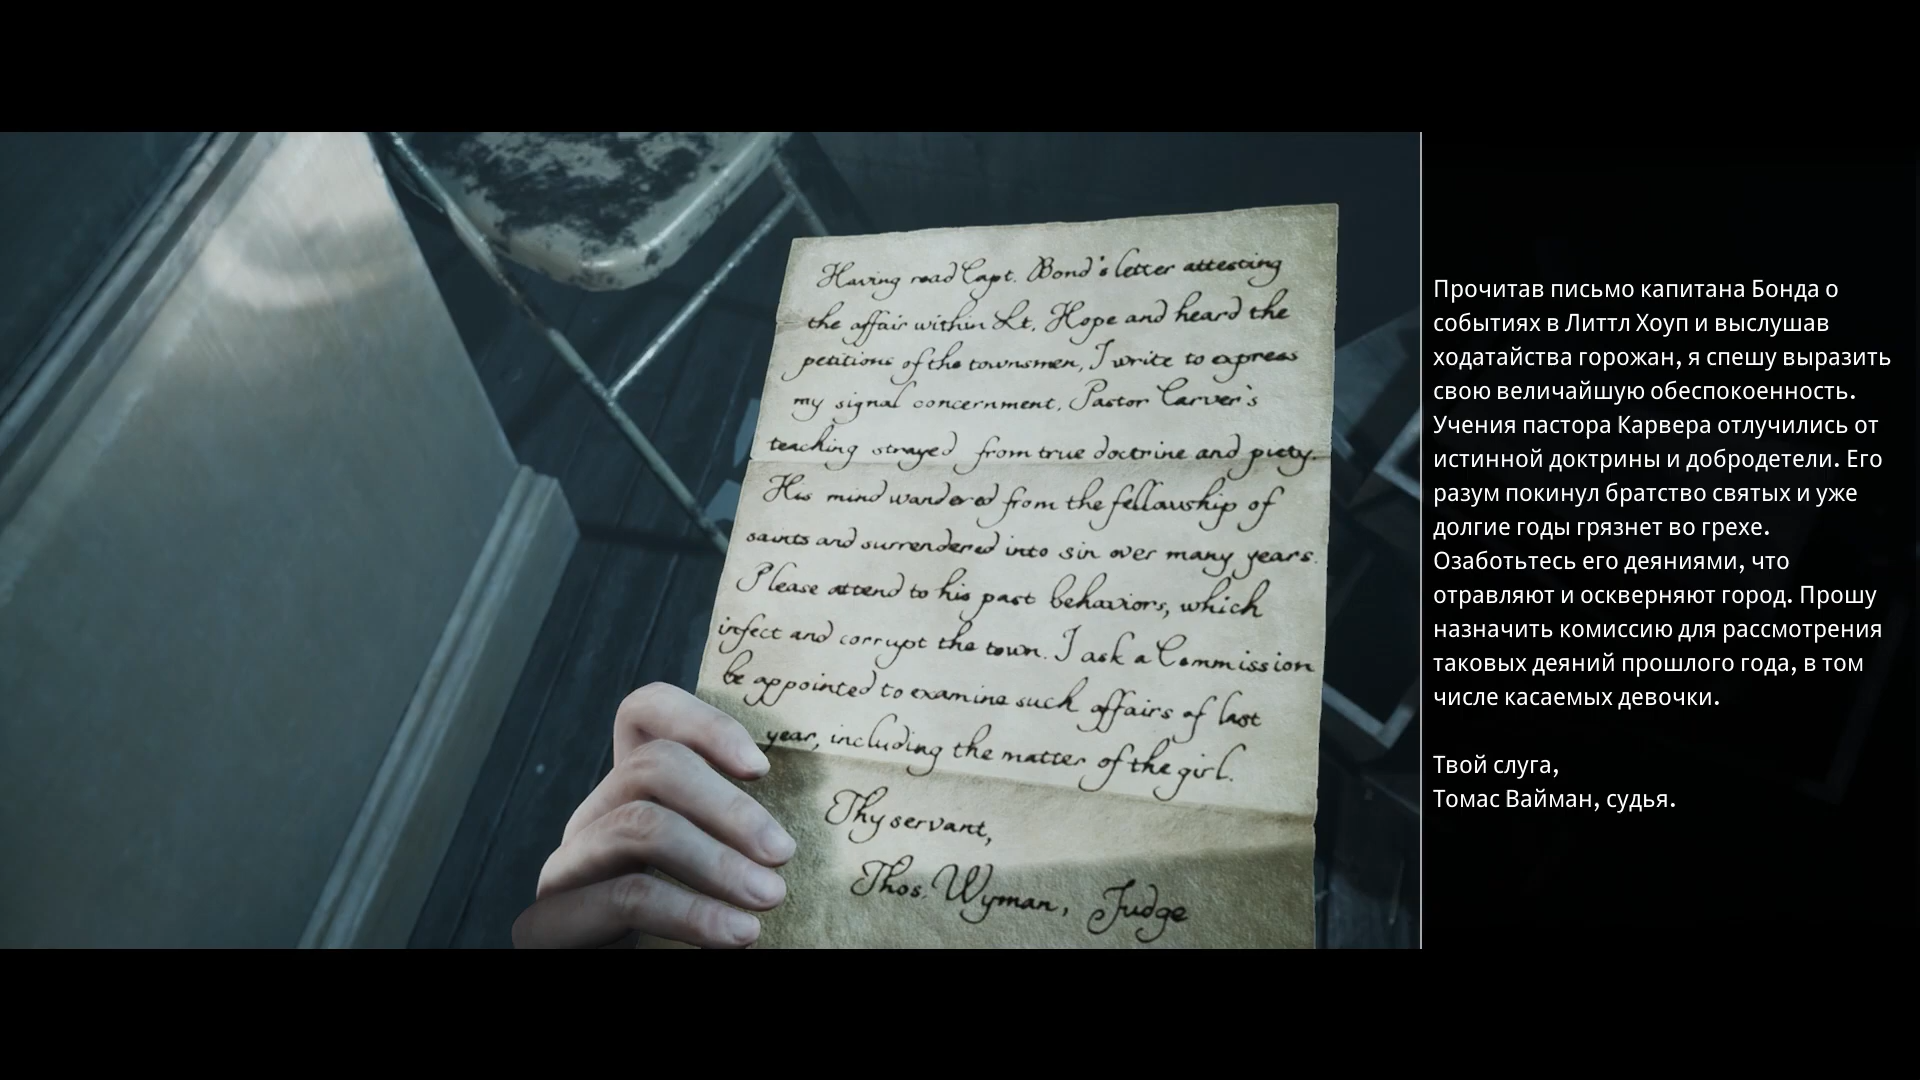 Having read Capt. Bond's letter attesting
the affair within Lt. Hope and heard the
petitions of the townsmen, I write to express
my signal concernment. Pastor Carver's
teaching strayed from true doctrine and piety.
His mind wandered from the fellowship of
saints and surrendered into sin over many years.
Please attend to his past behaviors, which
infect and corrupt the town. I ask a Commission
be appointed to examine such affairs of last
year, including the matter of the girl.
Thy servant,
Thos. Wyman, Judge
Прочитав письмо капитана Бонда о
событиях в Литтл Хоуп и выслушав
ходатайства горожан, я спешу выразить
свою величайшую обеспокоенность.
Учения пастора Карвера отлучились от
истинной доктрины и добродетели. Его
разум покинул братство святых и уже
долгие годы грязнет во грехе.
Озаботьтесь его деяниями, что
отравляют и оскверняют город. Прошу
назначить комиссию для рассмотрения
таковых деяний прошлого года, в том
числе касаемых девочки.
Твой слуга,
Томас Вайман, судья.